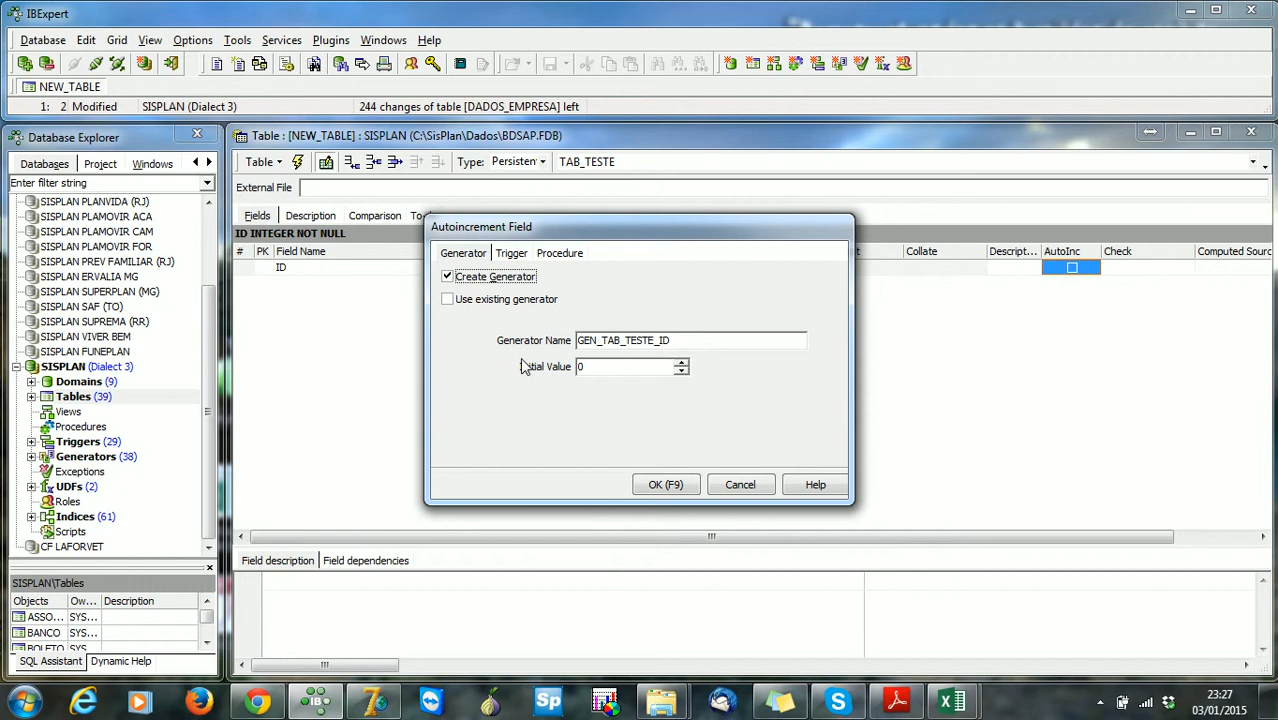 IBExpert
Database Edit Grid View Options Tools Services Plugins Windows Help
NEW_TABLE
1: 2 Modified SISPLAN (Dialect 3) 244 changes of table [DADOS_EMPRESA] left
Database Explorer
Databases Project Windows
Enter filter string
SISPLAN PLANVIDA (RJ)
SISPLAN PLAMOVIR ACA
SISPLAN PLAMOVIR CAM
SISPLAN PLAMOVIR FOR
SISPLAN PREV FAMILIAR (RJ)
SISPLAN ERVALIA MG
SISPLAN SUPERPLAN (MG)
SISPLAN SAF (TO)
SISPLAN SUPREMA (RR)
SISPLAN VIVER BEM
SISPLAN FUNEPLAN
SISPLAN (Dialect 3)
Domains (9)
Tables (39)
Views
Procedures
Triggers (29)
Generators (38)
Exceptions
UDFs (2)
Roles
Indices (61)
Scripts
CF LAFORVET
SISPLAN\Tables
Objects Ow... Description
ASSO... SYS...
BANCO SYS...
BOLETO SYS...
SQL Assistant Dynamic Help
Table : [NEW_TABLE] : SISPLAN (C:\SisPlan\Dados\BDSAP.FDB)
Table Type: Persisten TAB_TESTE
External File
Fields Description Comparison To
ID INTEGER NOT NULL
# PK Field Name Collate Descript... AutoInc Check Computed Sourc
ID
Autoincrement Field
Generator Trigger Procedure
Create Generator
Use existing generator
Generator Name GEN_TAB_TESTE_ID
Initial Value 0
OK (F9) Cancel Help
Field description Field dependencies
23:27
03/01/2015